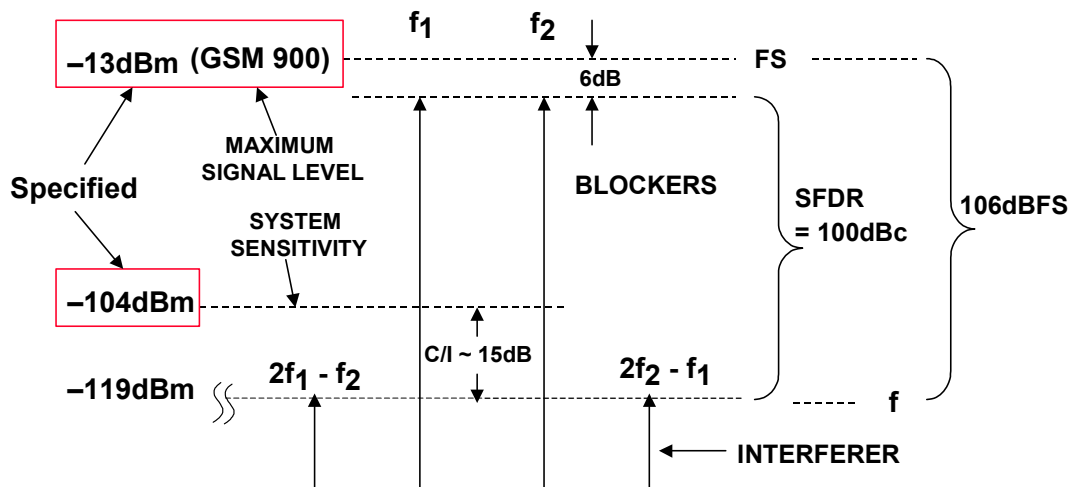 f1 f2
–13dBm (GSM 900)
FS
6dB
MAXIMUM
SIGNAL LEVEL
Specified
BLOCKERS
SFDR
= 100dBc
106dBFS
SYSTEM
SENSITIVITY
–104dBm
C/I ~ 15dB
–119dBm
2f1 - f2
2f2 - f1
f
INTERFERER